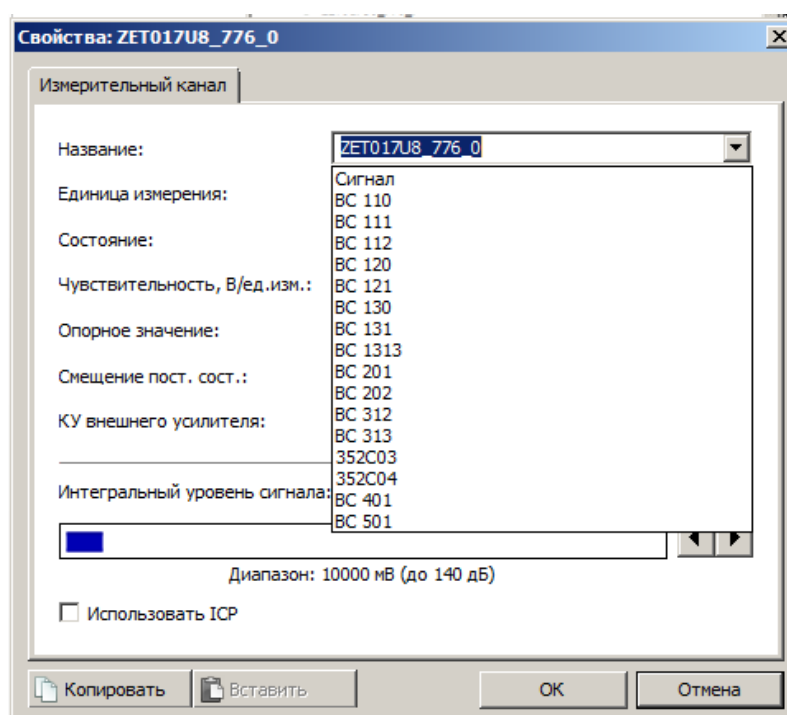 Свойства: ZET017U8_776_0
Измерительный канал
Название: ZET017U8_776_0
Сигнал
Единица измерения:
BC 110
BC 111
Состояние:
BC 112
BC 120
Чувствительность, В/ед.изм.:
BC 121
BC 130
Опорное значение:
BC 131
BC 1313
Смещение пост. сост.:
BC 201
BC 202
КУ внешнего усилителя:
BC 312
BC 313
352C03
352C04
Интегральный уровень сигнала:
BC 401
BC 501
Диапазон: 10000 мВ (до 140 дБ)
Использовать ICP
Копировать Вставить OK Отмена